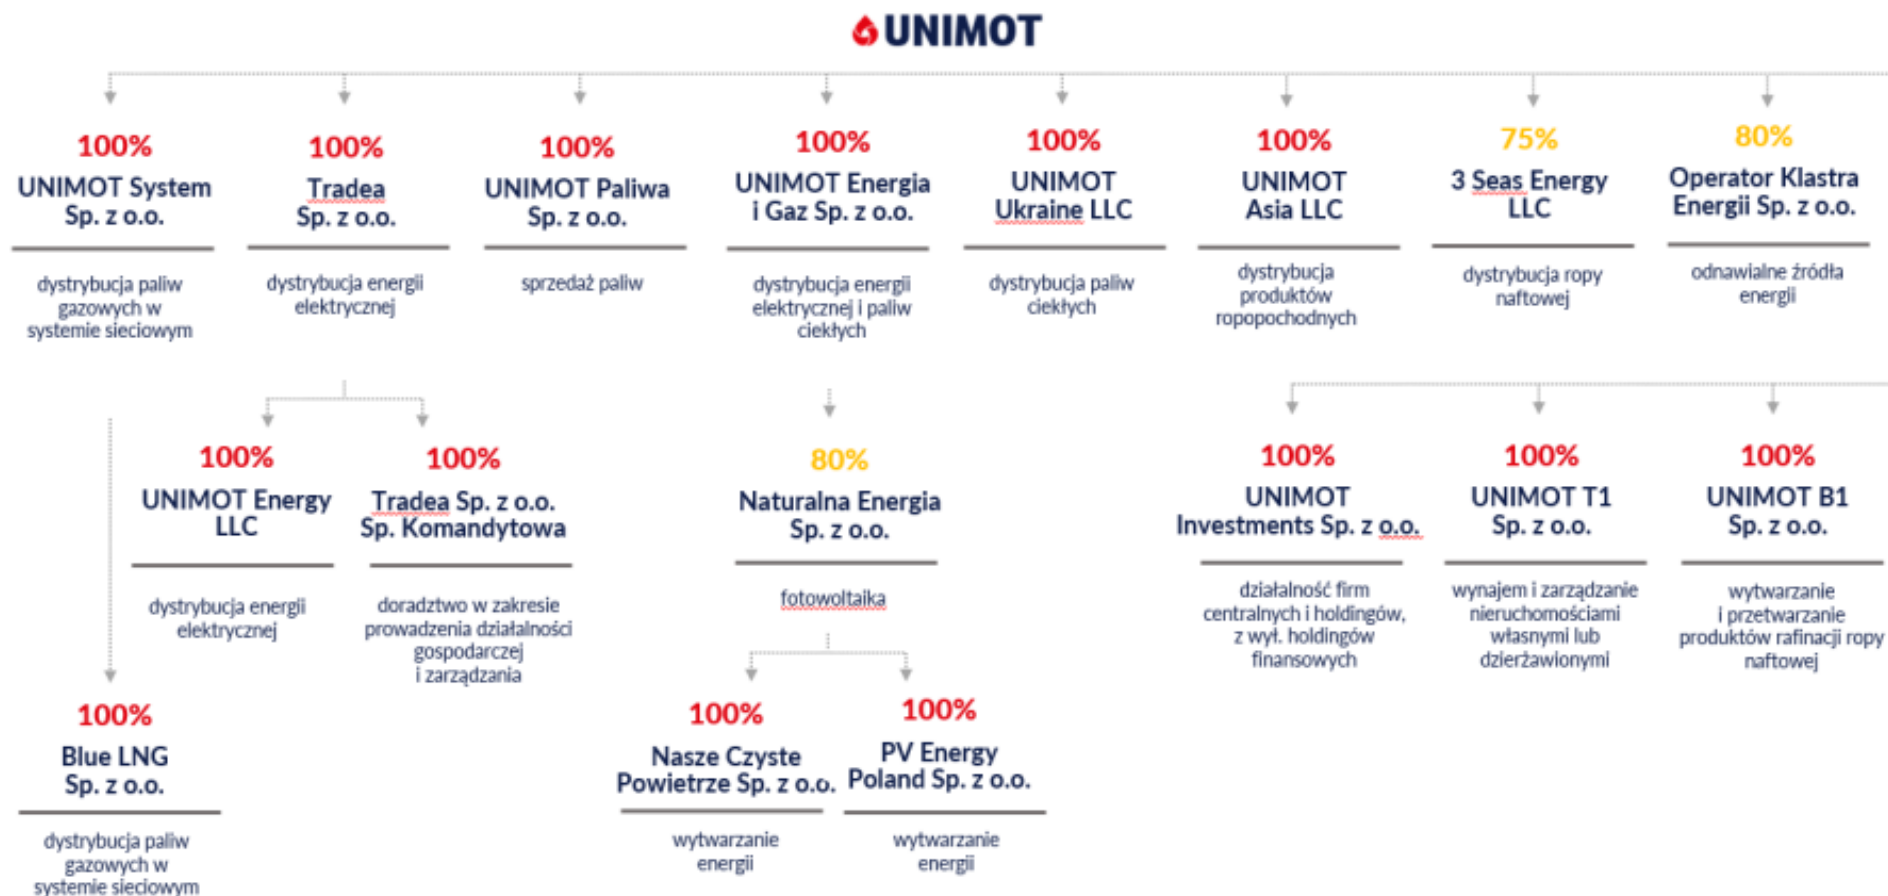 UNIMOT
100%
UNIMOT System
Sp. z o.o.
dystrybucja paliw
gazowych w
systemie sieciowym
100%
Tradea
Sp. z o.o.
dystrybucja energii
elektrycznej
100%
UNIMOT Paliwa
Sp. z o.o.
sprzedaż paliw
100%
UNIMOT Energia
i Gaz Sp. z o.o.
dystrybucja energii
elektrycznej i paliw
ciekłych
100%
UNIMOT
Ukraine LLC
dystrybucja paliw
ciekłych
100%
UNIMOT
Asia LLC
dystrybucja
produktów
ropopochodnych
75%
3 Seas Energy
LLC
dystrybucja ropy
naftowej
80%
Operator Klastra
Energii Sp. z o.o.
odnawialne źródła
energii
100%
UNIMOT Energy
LLC
dystrybucja energii
elektrycznej
100%
Tradea Sp. z o.o.
Sp. Komandytowa
doradztwo w zakresie
prowadzenia działalności
gospodarczej
i zarządzania
80%
Naturalna Energia
Sp. z o.o.
fotowoltaika
100%
UNIMOT
Investments Sp. z o.o.
działalność firm
centralnych i holdingów,
z wył. holdingów
finansowych
100%
UNIMOT T1
Sp. z o.o.
wynajem i zarządzanie
nieruchomościami
własnymi lub
dzierżawionymi
100%
UNIMOT B1
Sp. z o.o.
wytwarzanie
i przetwarzanie
produktów rafinacji ropy
naftowej
100%
Blue LNG
Sp. z o.o.
dystrybucja paliw
gazowych w
systemie sieciowym
100%
Nasze Czyste
Powietrze Sp. z o.o.
wytwarzanie
energii
100%
PV Energy
Poland Sp. z o.o.
wytwarzanie
energii